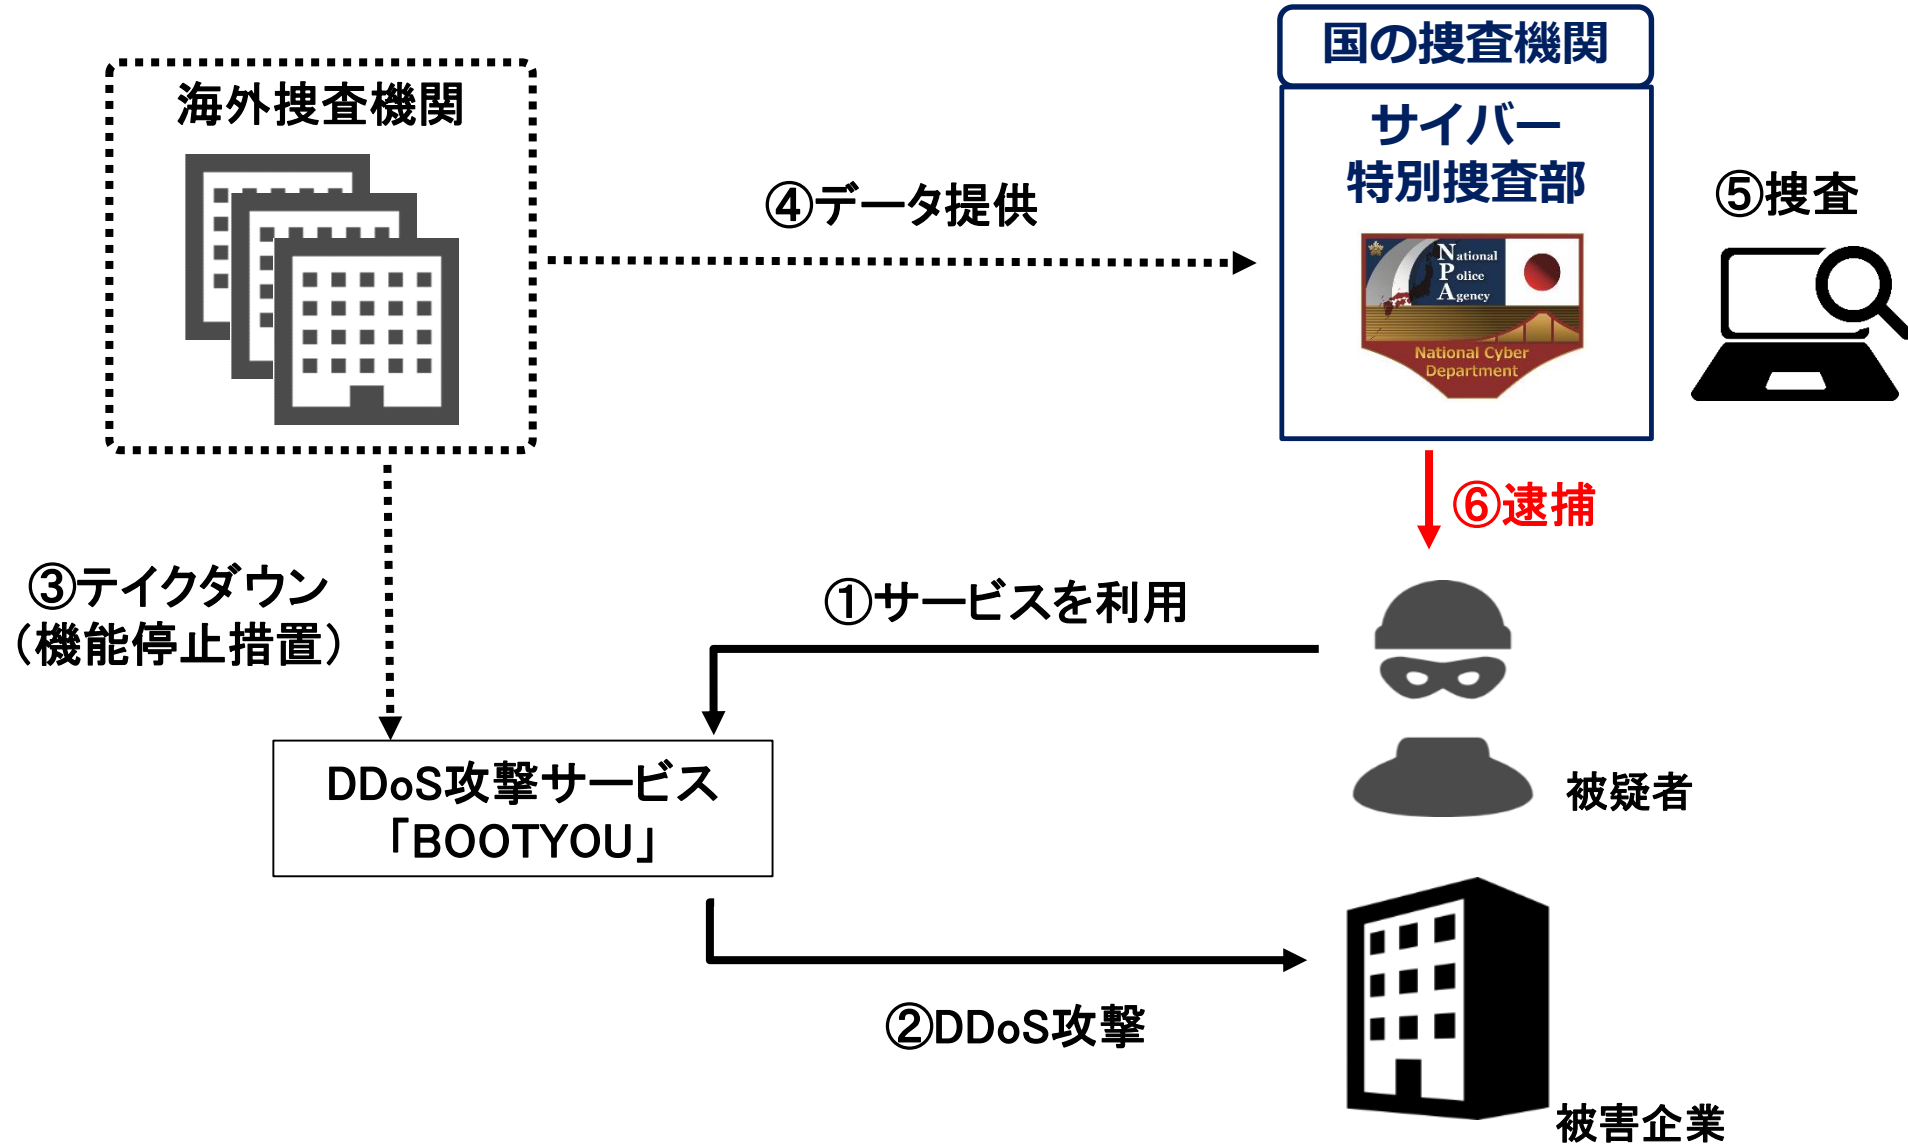 国の捜査機関
海外捜査機関
サイバー
特別捜査部
④データ提供
⑤捜査
National
Police
Agency
National Cyber
Department
⑥逮捕
③テイクダウン
（機能停止措置）
①サービスを利用
DDoS攻撃サービス
「BOOTYOU」
被疑者
②DDoS攻撃
被害企業